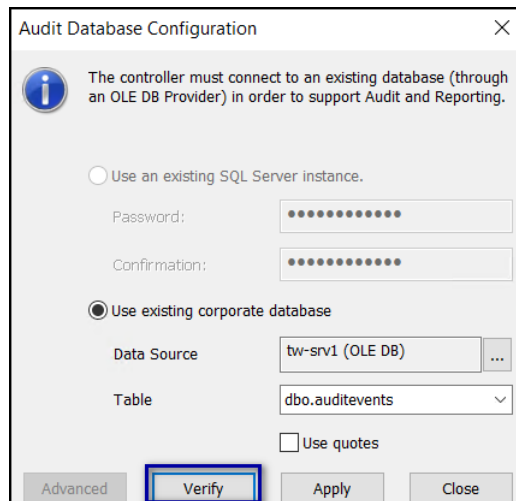 Audit Database Configuration
The controller must connect to an existing database (through
an OLE DB Provider) in order to support Audit and Reporting.
Use an existing SQL Server instance.
Password: ●●●●●●●●●●●●
Confirmation: ●●●●●●●●●●●●
Use existing corporate database
Data Source tw-srv1 (OLE DB) ...
Table dbo.auditevents
Use quotes
Advanced Verify Apply Close